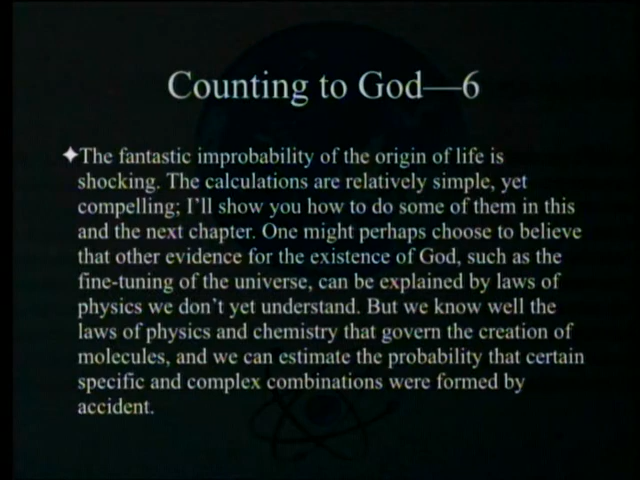 Counting to God—6
✦The fantastic improbability of the origin of life is
shocking. The calculations are relatively simple, yet
compelling; I’ll show you how to do some of them in this
and the next chapter. One might perhaps choose to believe
that other evidence for the existence of God, such as the
fine-tuning of the universe, can be explained by laws of
physics we don’t yet understand. But we know well the
laws of physics and chemistry that govern the creation of
molecules, and we can estimate the probability that certain
specific and complex combinations were formed by
accident.